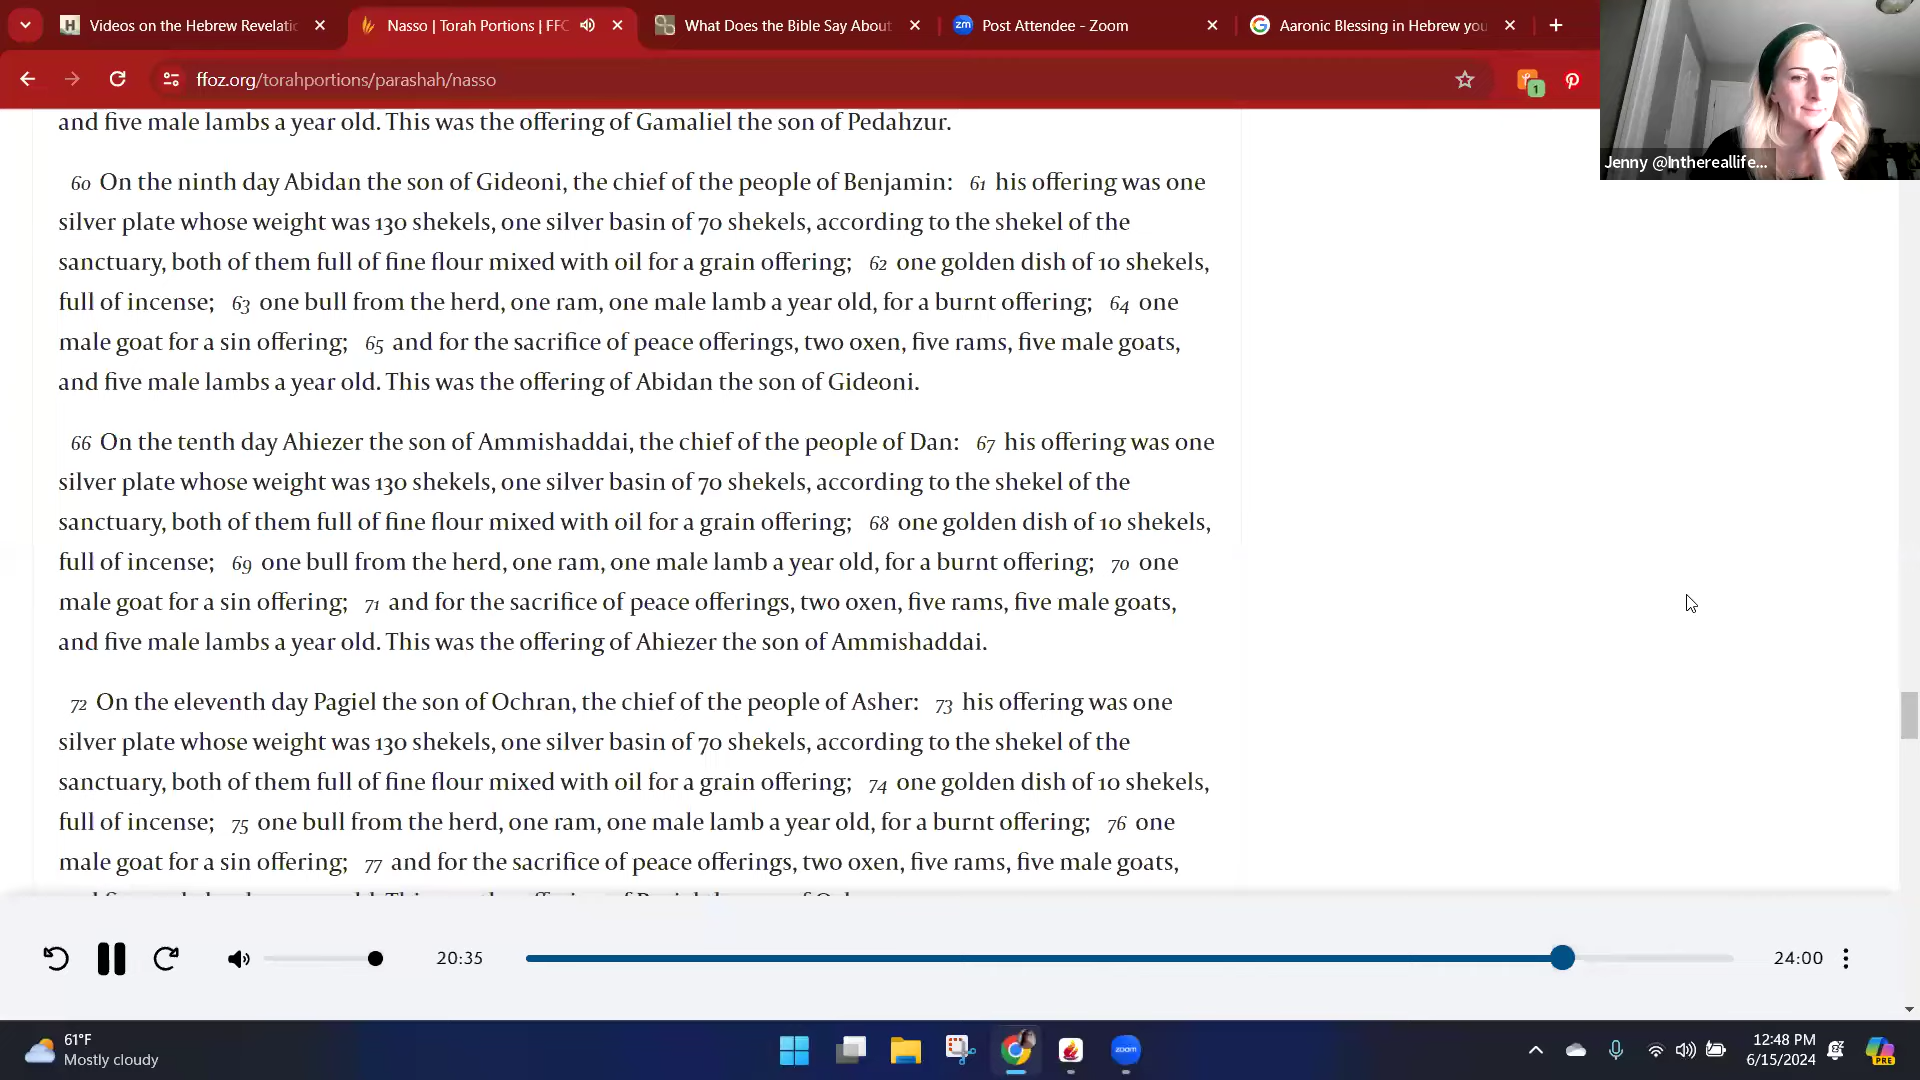 Videos on the Hebrew Revelatic
Nasso | Torah Portions | FFO
What Does the Bible Say About
Post Attendee - Zoom
Aaronic Blessing in Hebrew you
ffoz.org/torahportions/parashah/nasso
1
Jenny @Inthereallife...
and five male lambs a year old. This was the offering of Gamaliel the son of Pedahzur.
60 On the ninth day Abidan the son of Gideoni, the chief of the people of Benjamin: 61 his offering was one
silver plate whose weight was 130 shekels, one silver basin of 70 shekels, according to the shekel of the
sanctuary, both of them full of fine flour mixed with oil for a grain offering; 62 one golden dish of 10 shekels,
full of incense; 63 one bull from the herd, one ram, one male lamb a year old, for a burnt offering; 64 one
male goat for a sin offering; 65 and for the sacrifice of peace offerings, two oxen, five rams, five male goats,
and five male lambs a year old. This was the offering of Abidan the son of Gideoni.
66 On the tenth day Ahiezer the son of Ammishaddai, the chief of the people of Dan: 67 his offering was one
silver plate whose weight was 130 shekels, one silver basin of 70 shekels, according to the shekel of the
sanctuary, both of them full of fine flour mixed with oil for a grain offering; 68 one golden dish of 10 shekels,
full of incense; 69 one bull from the herd, one ram, one male lamb a year old, for a burnt offering; 70 one
male goat for a sin offering; 71 and for the sacrifice of peace offerings, two oxen, five rams, five male goats,
and five male lambs a year old. This was the offering of Ahiezer the son of Ammishaddai.
72 On the eleventh day Pagiel the son of Ochran, the chief of the people of Asher: 73 his offering was one
silver plate whose weight was 130 shekels, one silver basin of 70 shekels, according to the shekel of the
sanctuary, both of them full of fine flour mixed with oil for a grain offering; 74 one golden dish of 10 shekels,
full of incense; 75 one bull from the herd, one ram, one male lamb a year old, for a burnt offering; 76 one
male goat for a sin offering; 77 and for the sacrifice of peace offerings, two oxen, five rams, five male goats,
20:35
24:00
61°F
Mostly cloudy
zoom
12:48 PM
6/15/2024
PRE